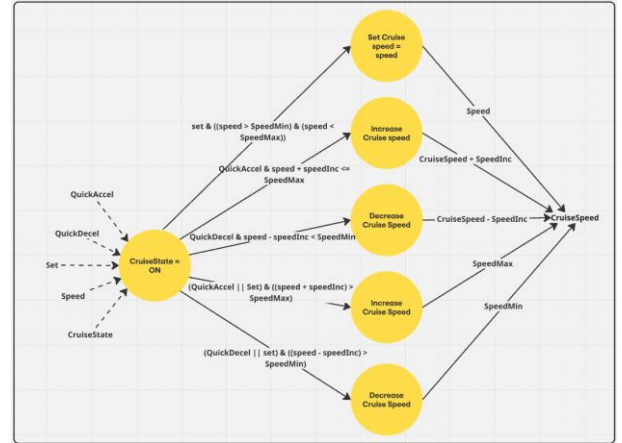 Set Cruise
speed =
speed
set & ((speed > SpeedMin) & (speed <
SpeedMax))
Speed
Increase
Cruise speed
QuickAccel & speed + speedInc <=
SpeedMax
CruiseSpeed + SpeedInc
QuickAccel
QuickDecel
Set
Speed
CruiseState
CruiseState =
ON
QuickDecel & speed - speedInc < SpeedMin
Decrease
Cruise Speed
CruiseSpeed - SpeedInc
CruiseSpeed
(QuickAccel || Set) & ((speed + speedInc) >
SpeedMax)
Increase
Cruise Speed
SpeedMax
(QuickDecel || set) & ((speed - speedInc) >
SpeedMin)
Decrease
Cruise Speed
SpeedMin